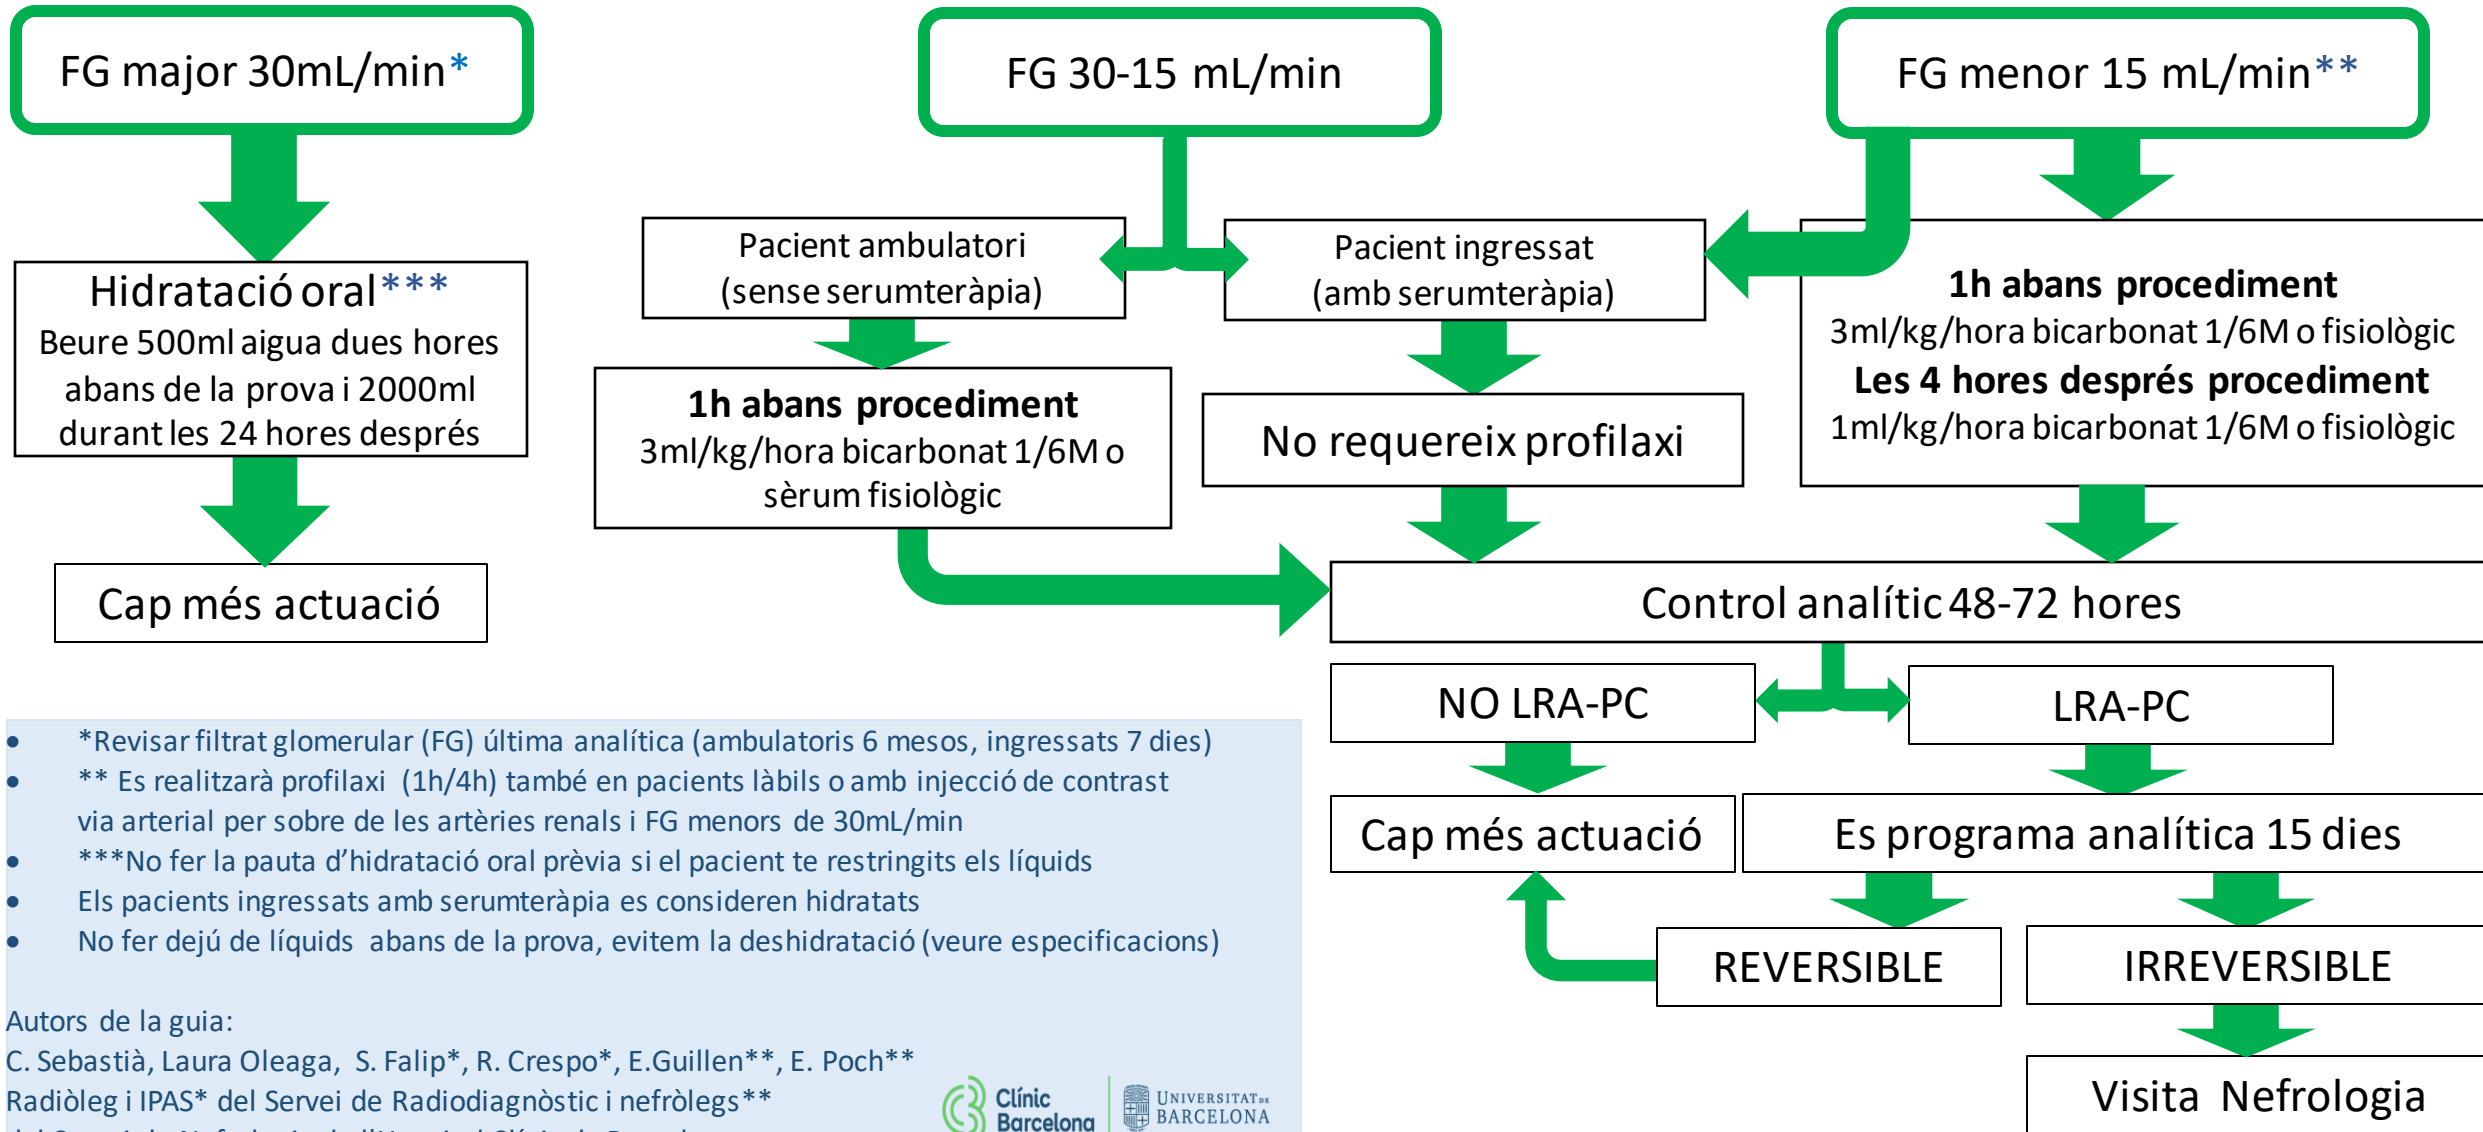 FG major 30mL/min*
FG 30-15 mL/min
FG menor 15 mL/min**
Hidratació oral***
Beure 500ml aigua dues hores
abans de la prova i 2000ml
durant les 24 hores després
Cap més actuació
Pacient ambulatori
(sense serumteràpia)
1h abans procediment
3ml/kg/hora bicarbonat 1/6M o
sèrum fisiològic
Pacient ingressat
(amb serumteràpia)
No requereix profilaxi
1h abans procediment
3ml/kg/hora bicarbonat 1/6M o fisiològic
Les 4 hores després procediment
1ml/kg/hora bicarbonat 1/6M o fisiològic
Control analític 48-72 hores
NO LRA-PC
LRA-PC
Cap més actuació
Es programa analítica 15 dies
REVERSIBLE
IRREVERSIBLE
Visita Nefrologia
• *Revisar filtrat glomerular (FG) última analítica (ambulatoris 6 mesos, ingressats 7 dies)
• ** Es realitzarà profilaxi (1h/4h) també en pacients làbils o amb injecció de contrast
via arterial per sobre de les artèries renals i FG menors de 30mL/min
• ***No fer la pauta d'hidratació oral prèvia si el pacient te restringits els líquids
• Els pacients ingressats amb serumteràpia es consideren hidratats
• No fer dejú de líquids abans de la prova, evitem la deshidratació (veure especificacions)
Autors de la guia:
C. Sebastià, Laura Oleaga, S. Falip*, R. Crespo*, E.Guillen**, E. Poch**
Radiòleg i IPAS* del Servei de Radiodiagnòstic i nefròlegs**
Clínic
Barcelona
UNIVERSITAT DE
BARCELONA